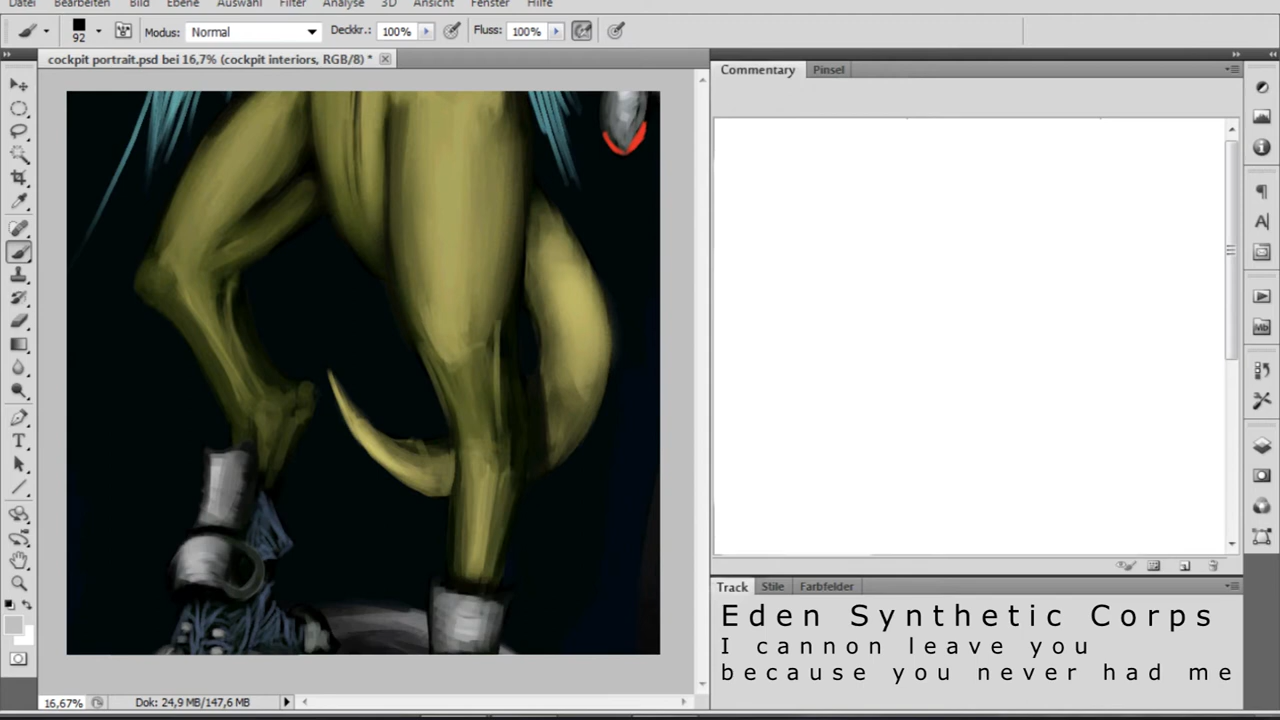 Datei Bearbeiten Bild Ebene Auswahl Filter Analyse 3D Ansicht Fenster Hilfe
92 Modus: Normal Deckkr.: 100% Fluss: 100%
cockpit portrait.psd bei 16,7% (cockpit interiors, RGB/8) *
Commentary Pinsel
Track Stile Farbfelder
Eden Synthetic Corps
I cannon leave you
because you never had me
16,67% Dok: 24,9 MB/147,6 MB